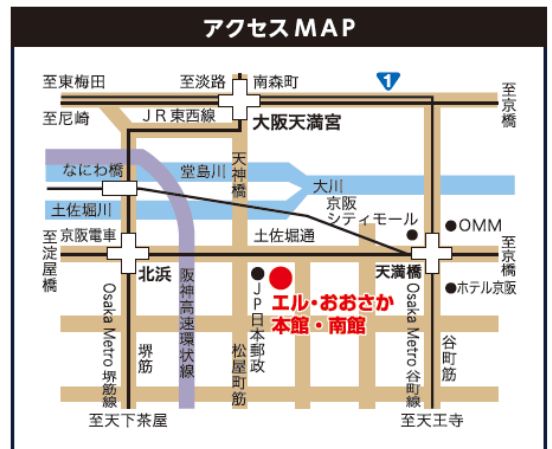 アクセスMAP
至東梅田
至淡路
南森町
1
至京橋
至尼崎
JR東西線
大阪天満宮
なにわ橋
天神橋
堂島川
大川
土佐堀川
京阪シティモール
OMM
至淀屋橋
京阪電車
土佐堀通
至京橋
北浜
天満橋
ホテル京阪
エル・おおさか
本館・南館
JP日本郵政
阪神高速環状線
Osaka Metro 堺筋線
堺筋
松屋町筋
Osaka Metro 谷町線
谷町筋
至天下茶屋
至天王寺